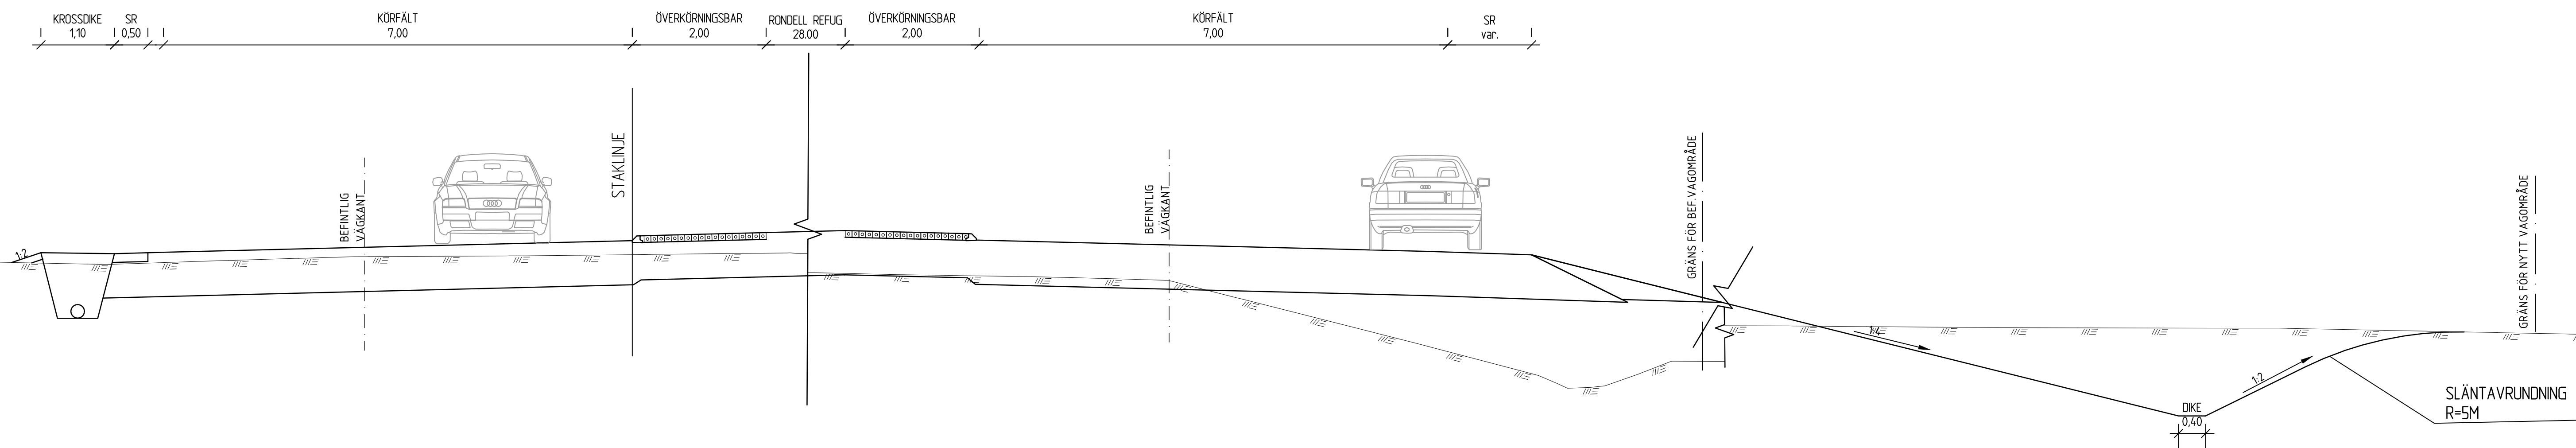 KROSSDIKE
1,10
SR
0,50
KÖRFÄLT
7,00
ÖVERKÖRNINGSBAR
2,00
RONDELL REFUG
28.00
ÖVERKÖRNINGSBAR
2,00
KÖRFÄLT
7,00
SR
var.
1:2
BEFINTLIG
VÄGKANT
STAKLINJE
BEFINTLIG
VÄGKANT
GRÄNS FÖR BEF. VÄGOMRÅDE
1:4
GRÄNS FÖR NYTT VÄGOMRÅDE
1:2
DIKE
0,40
SLÄNTAVRUNDNING
R=5M